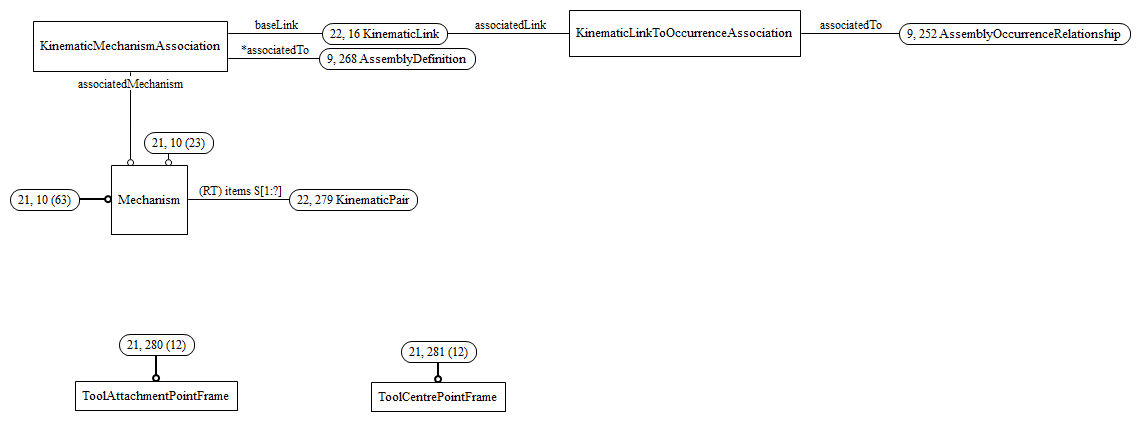 baseLink
associatedLink
associatedTo
KinematicMechanismAssociation
22, 16 KinematicLink
KinematicLinkToOccurrenceAssociation
9, 252 AssemblyOccurrenceRelationship
*associatedTo
9, 268 AssemblyDefinition
associatedMechanism
21, 10 (23)
(RT) items S[1:?]
21, 10 (63)
Mechanism
22, 279 KinematicPair
21, 280 (12)
21, 281 (12)
ToolAttachmentPointFrame
ToolCentrePointFrame